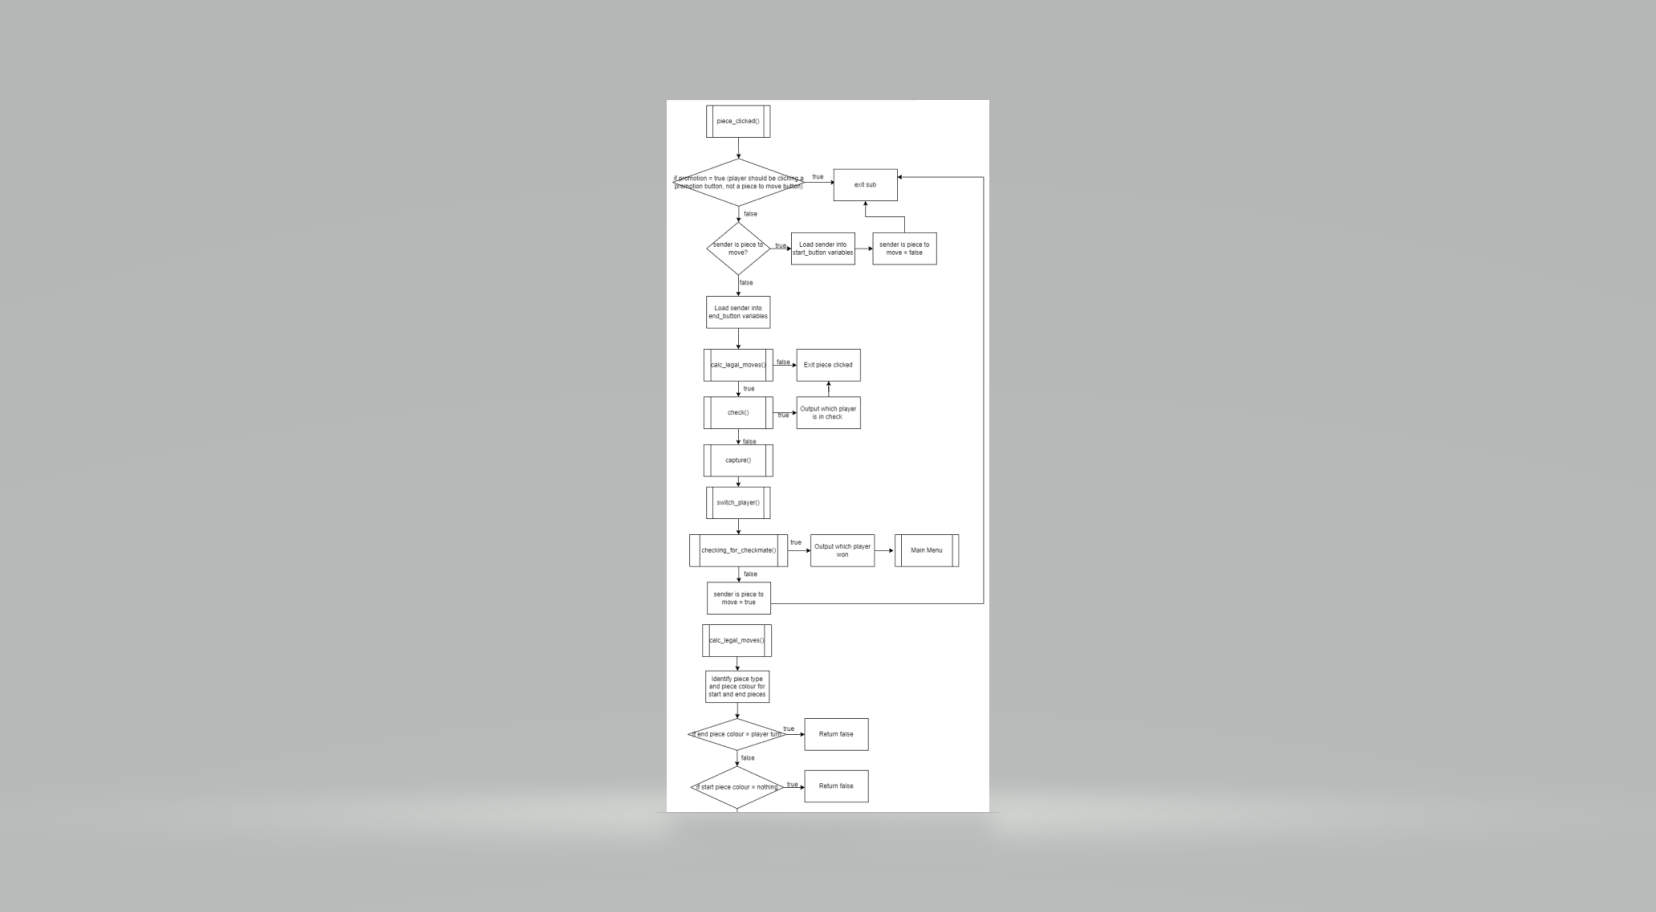 piece_clicked()
if promotion = true (player should be clicking a
promotion button, not a piece to move button)
true
exit sub
false
sender is piece to
move?
true
Load sender into
start_button variables
sender is piece to
move = false
false
Load sender into
end_button variables
calc_legal_moves()
false
Exit piece clicked
true
check()
true
Output which player
is in check
false
capture()
switch_player()
checking_for_checkmate()
true
Output which player
won
Main Menu
false
sender is piece to
move = true
calc_legal_moves()
Identify piece type
and piece colour for
start and end pieces
if end piece colour = player turn
true
Return false
false
if start piece colour = nothing
true
Return false